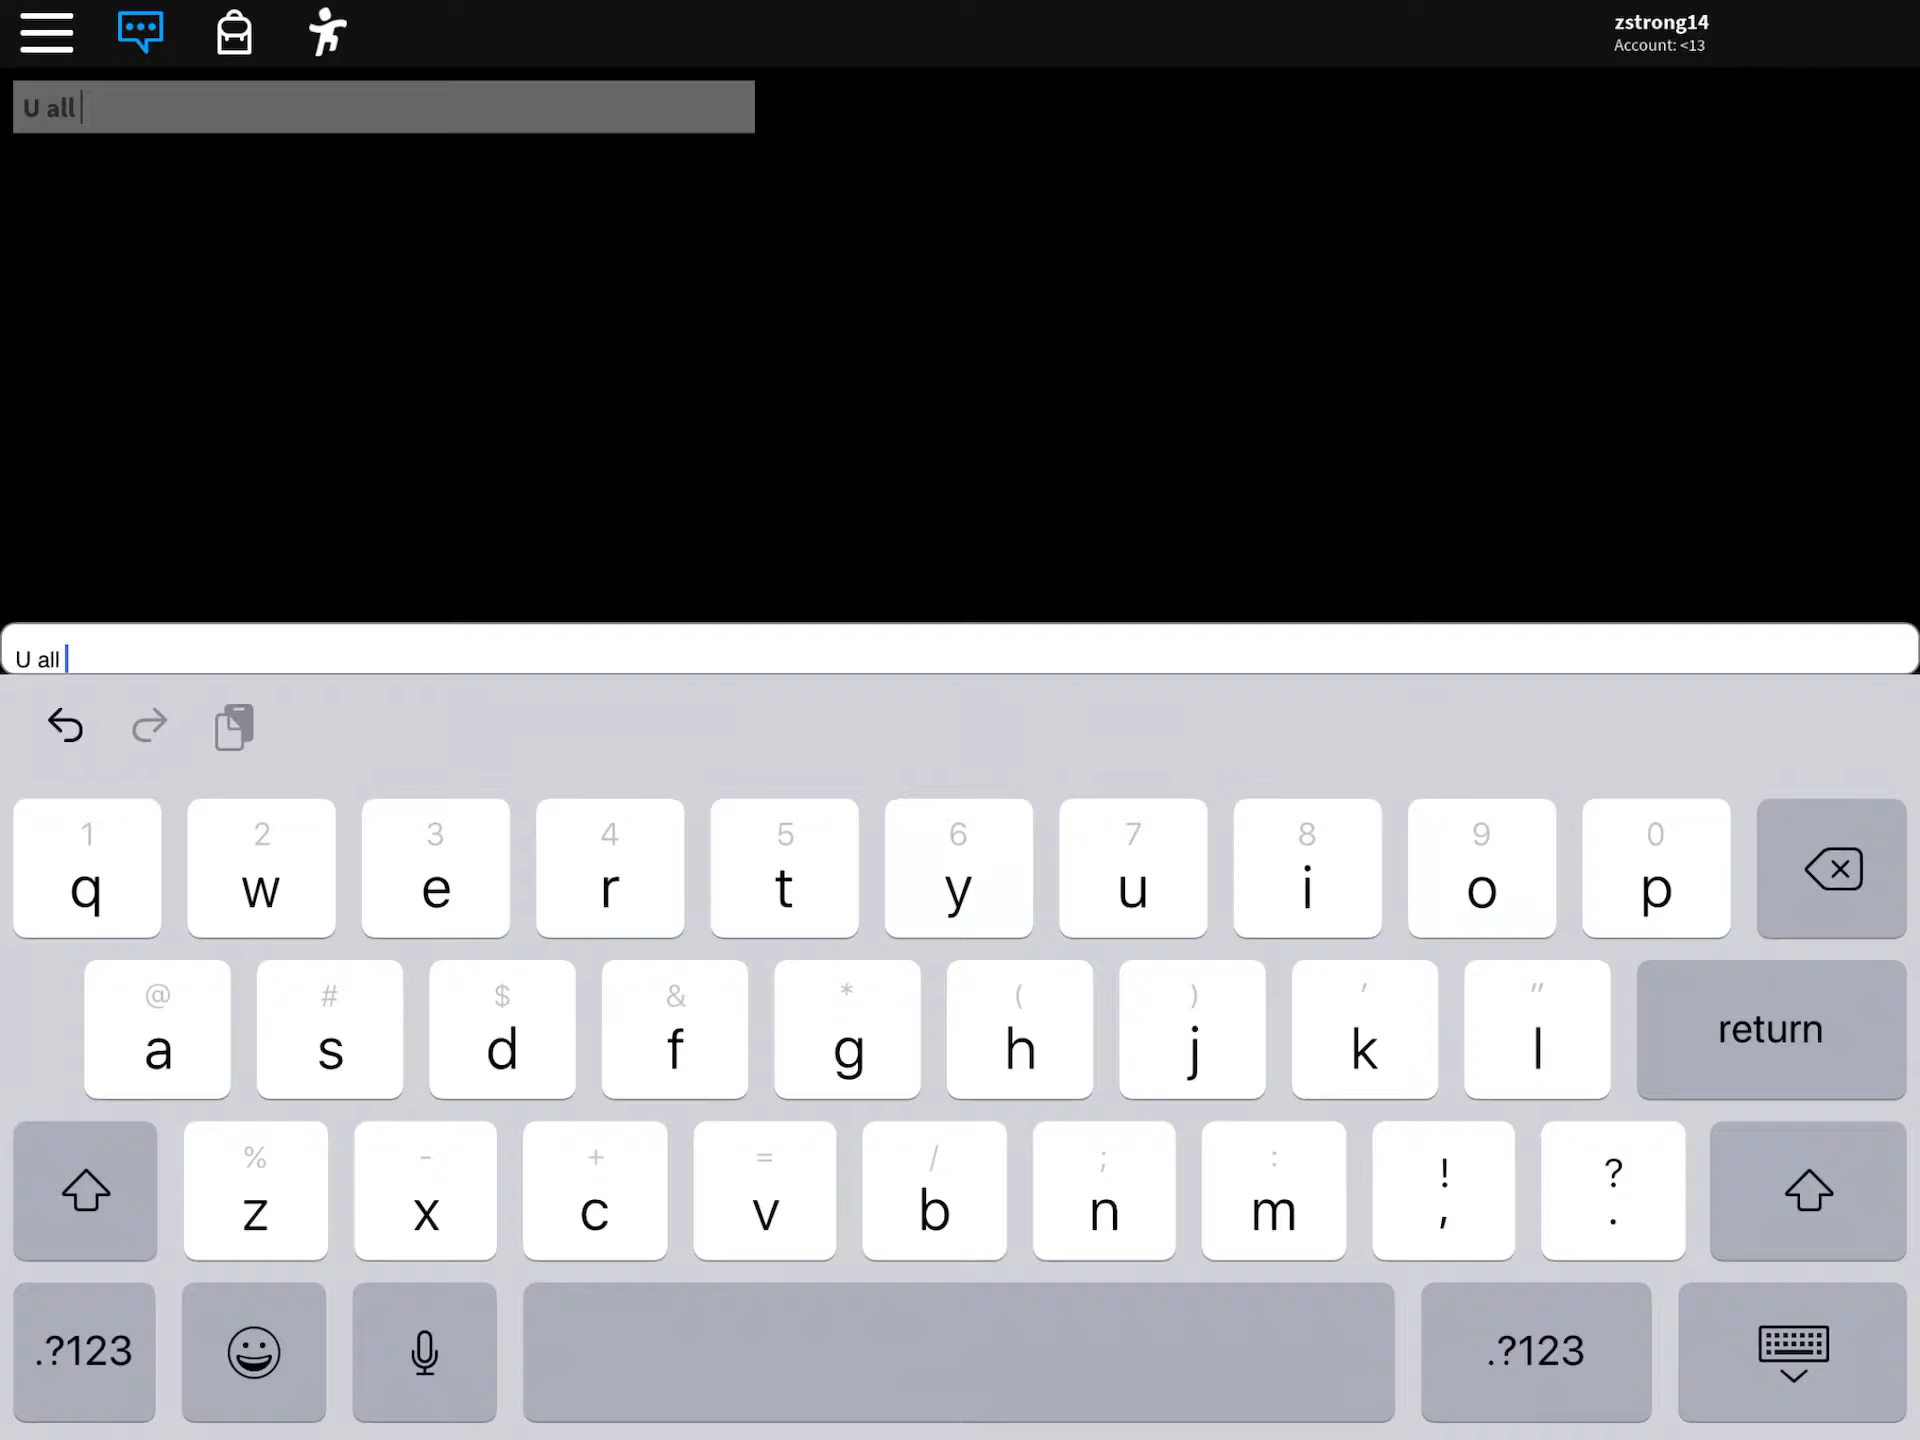 zstrong14
Account: <13
U all
U all
1 2 3 4 5 6 7 8 9 0
q w e r t y u i o p
@ # $ & * ( ) ' "
a s d f g h j k l return
% - + = / ; : ! ?
z x c v b n m , .
.?123 .?123